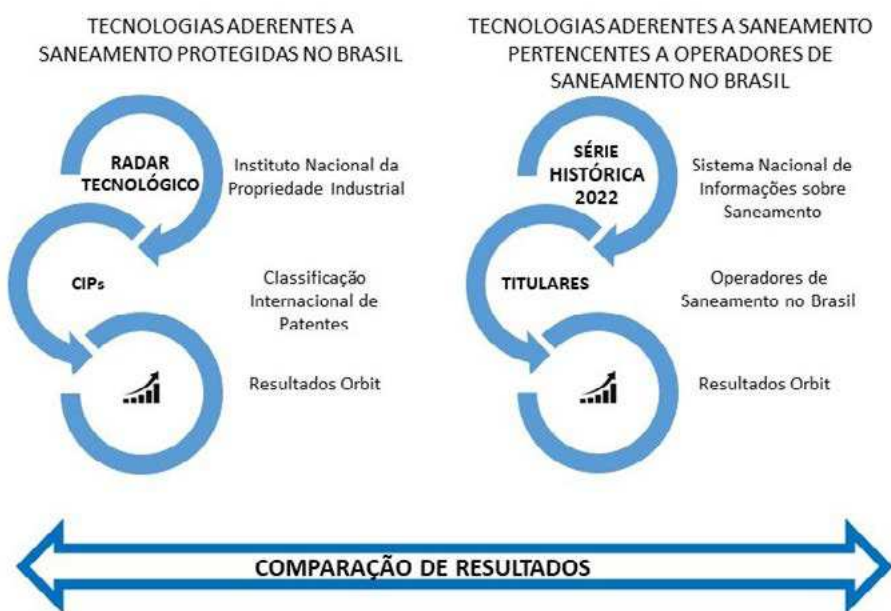 TECNOLOGIAS ADERENTES A
SANEAMENTO PROTEGIDAS NO BRASIL
RADAR
TECNOLÓGICO
Instituto Nacional da
Propriedade Industrial
CIPs
Classificação
Internacional de
Patentes
Resultados Orbit
TECNOLOGIAS ADERENTES A SANEAMENTO
PERTENCENTES A OPERADORES DE
SANEAMENTO NO BRASIL
SÉRIE
HISTÓRICA
2022
Sistema Nacional de
Informações sobre
Saneamento
TITULARES
Operadores de
Saneamento no Brasil
Resultados Orbit
COMPARAÇÃO DE RESULTADOS